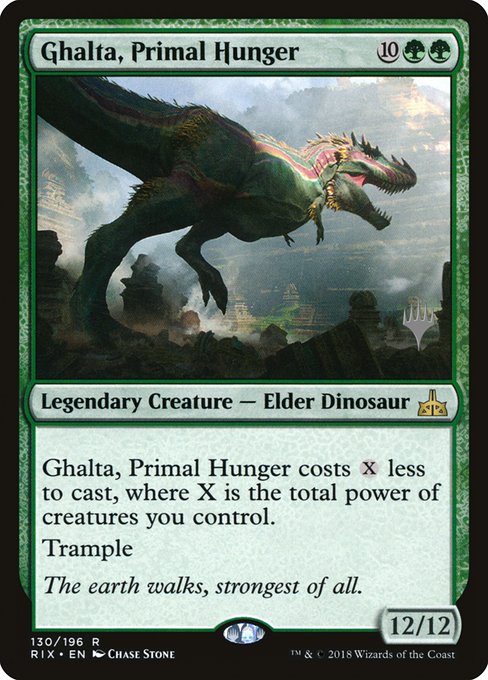 Ghalta, Primal Hunger 10
Legendary Creature — Elder Dinosaur
Ghalta, Primal Hunger costs X less
to cast, where X is the total power of
creatures you control.
Trample
The earth walks, strongest of all.
12/12
130/196 R
RIX • EN Chase Stone
™ & © 2018 Wizards of the Coast